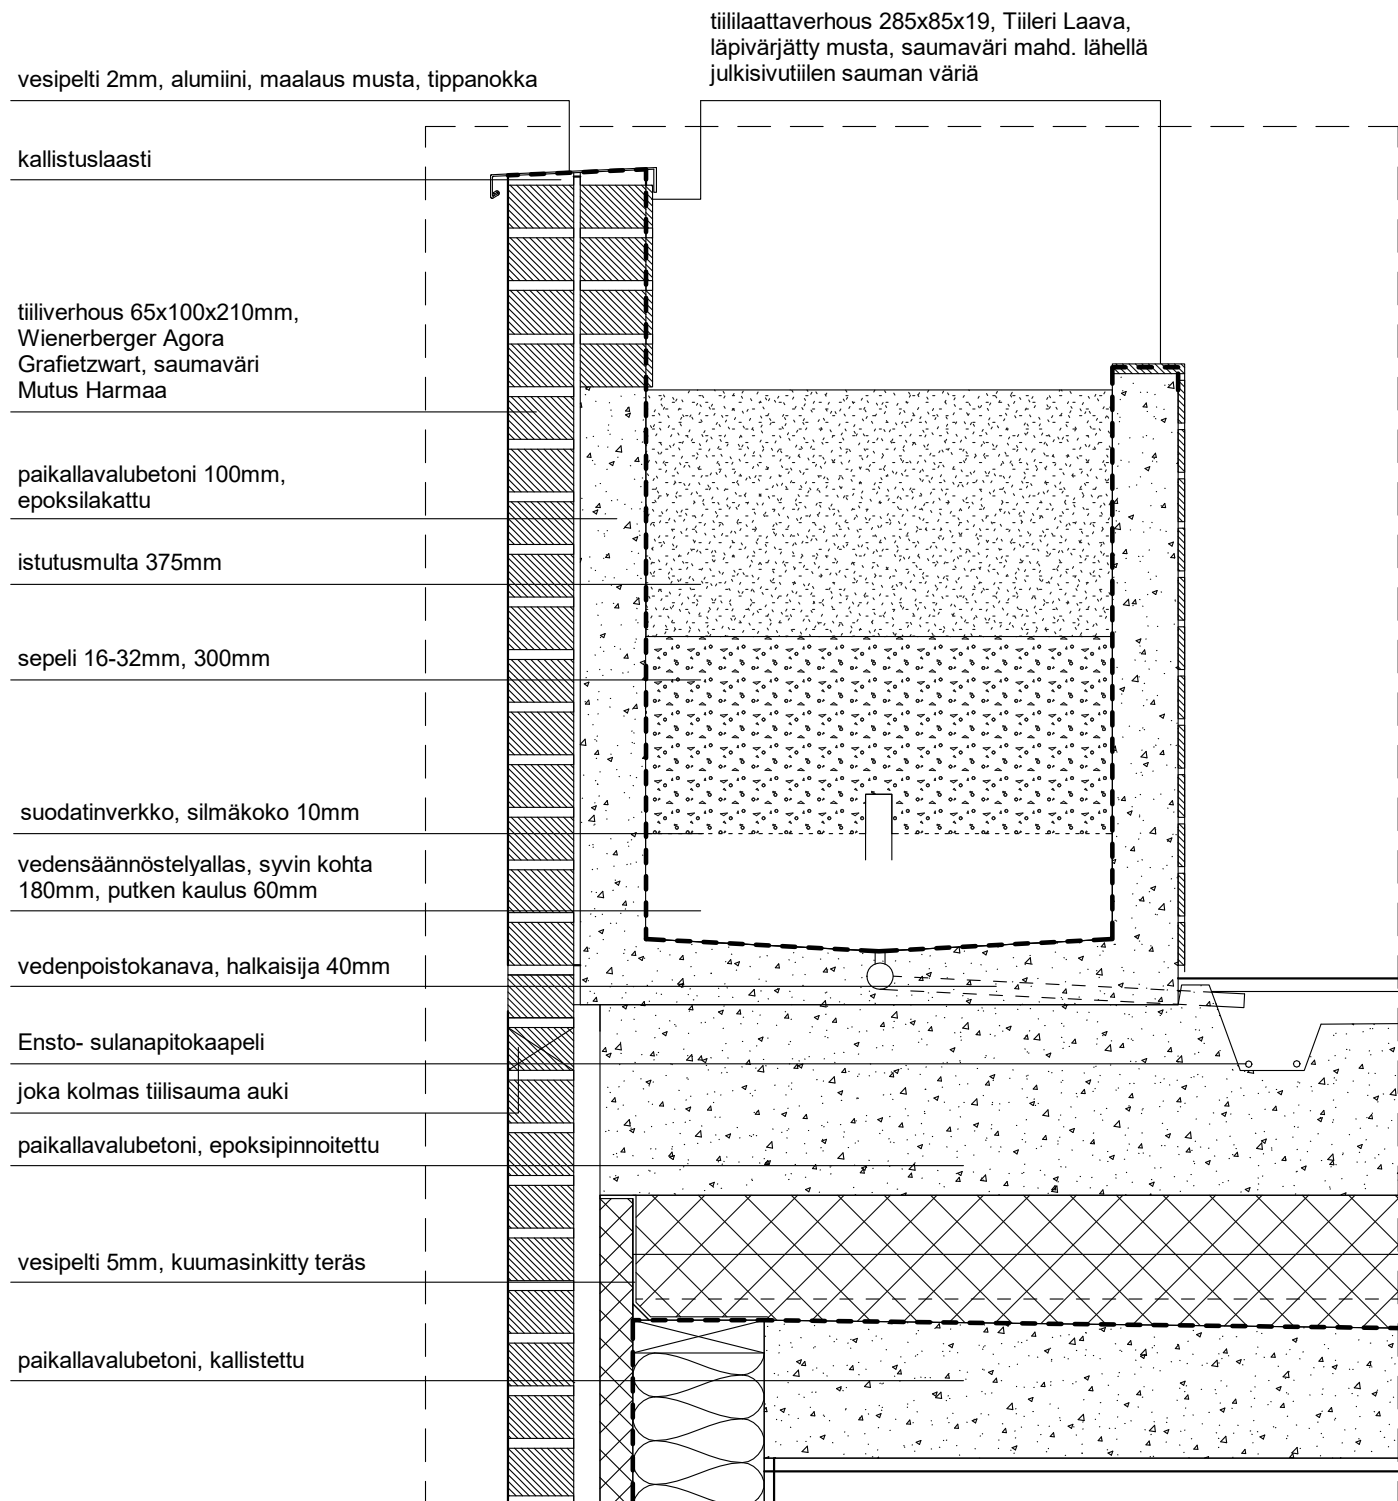 tiililaattaverhous 285x85x19, Tiileri Laava,
läpivärjätty musta, saumaväri mahd. lähellä
julkisivutiilen sauman väriä
vesipelti 2mm, alumiini, maalaus musta, tippanokka
kallistuslaasti
tiiliverhous 65x100x210mm,
Wienerberger Agora
Grafietzwart, saumaväri
Mutus Harmaa
paikallavalubetoni 100mm,
epoksilakattu
istutusmulta 375mm
sepeli 16-32mm, 300mm
suodatinverkko, silmäkoko 10mm
vedensäännöstelyallas, syvin kohta
180mm, putken kaulus 60mm
vedenpoistokanava, halkaisija 40mm
Ensto- sulanapitokaapeli
joka kolmas tiilisauma auki
paikallavalubetoni, epoksipinnoitettu
vesipelti 5mm, kuumasinkitty teräs
paikallavalubetoni, kallistettu